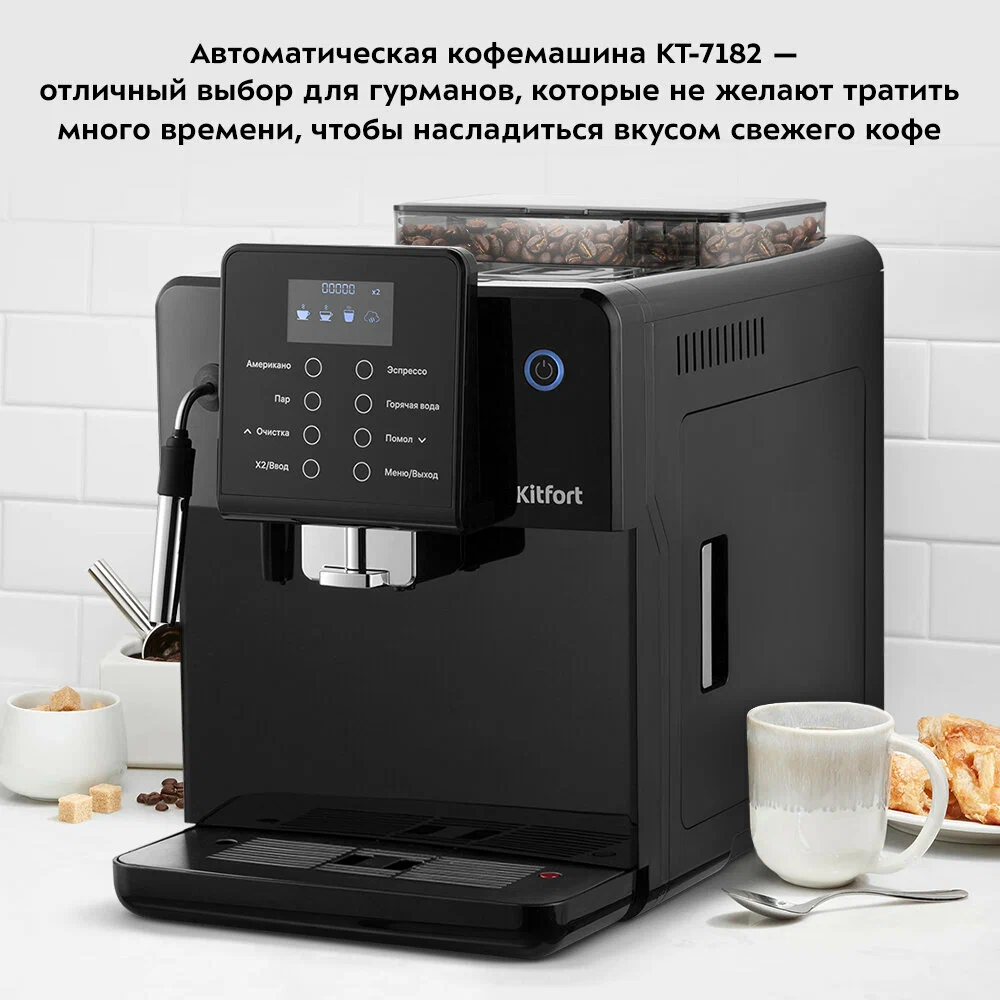 Автоматическая кофемашина КТ-7182 —
отличный выбор для гурманов, которые не желают тратить
много времени, чтобы насладиться вкусом свежего кофе
00000 x2
Американо Эспрессо
Пар Горячая вода
Очистка Помол
X2/Ввод Меню/Выход
Kitfort